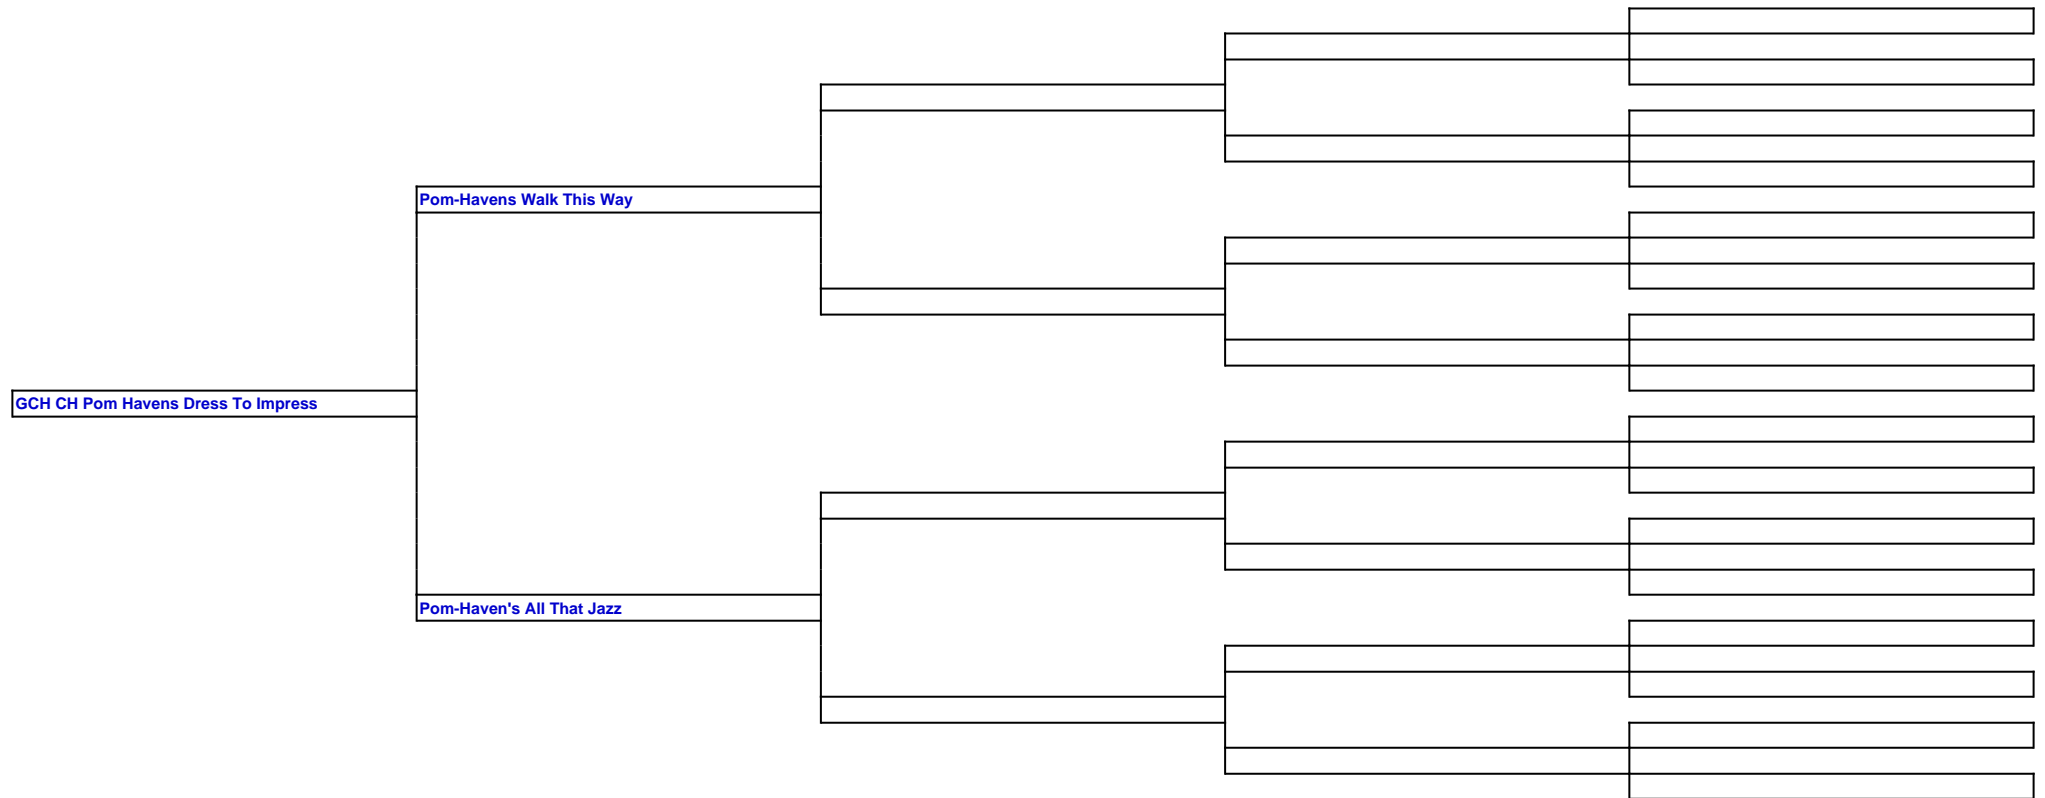 Pom-Havens Walk This Way
GCH CH Pom Havens Dress To Impress
Pom-Haven's All That Jazz